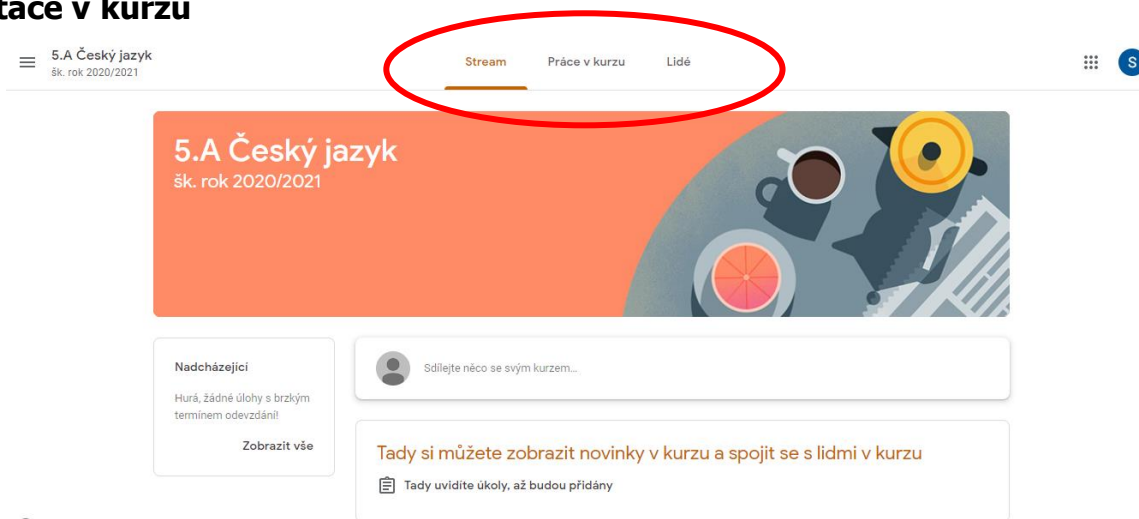 tace v kurzu
5.A Český jazyk
šk. rok 2020/2021
Stream Práce v kurzu Lidé
S
5.A Český jazyk
šk. rok 2020/2021
Nadcházející
Hurá, žádné úlohy s brzkým
termínem odevzdání!
Zobrazit vše
Sdílejte něco se svým kurzem...
Tady si můžete zobrazit novinky v kurzu a spojit se s lidmi v kurzu
Tady uvidíte úkoly, až budou přidány